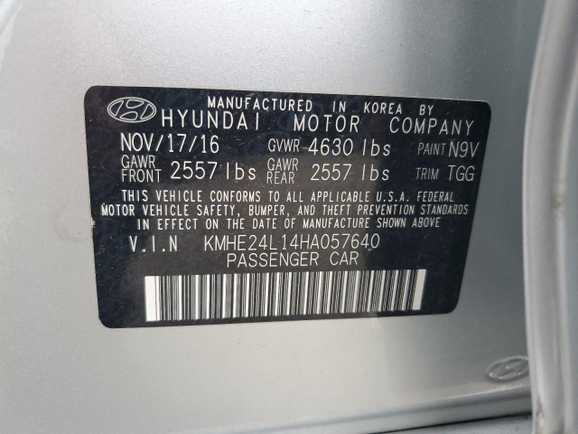 MANUFACTURED IN KOREA BY
HYUNDAI MOTOR COMPANY
NOV/17/16 GVWR 4630 lbs PAINT N9V
GAWR FRONT 2557 lbs GAWR REAR 2557 lbs TRIM TGG
THIS VEHICLE CONFORMS TO ALL APPLICABLE U.S.A. FEDERAL
MOTOR VEHICLE SAFETY, BUMPER, AND THEFT PREVENTION STANDARDS
IN EFFECT ON THE DATE OF MANUFACTURE SHOWN ABOVE.
V.I.N KMHE24L14HA057640
PASSENGER CAR